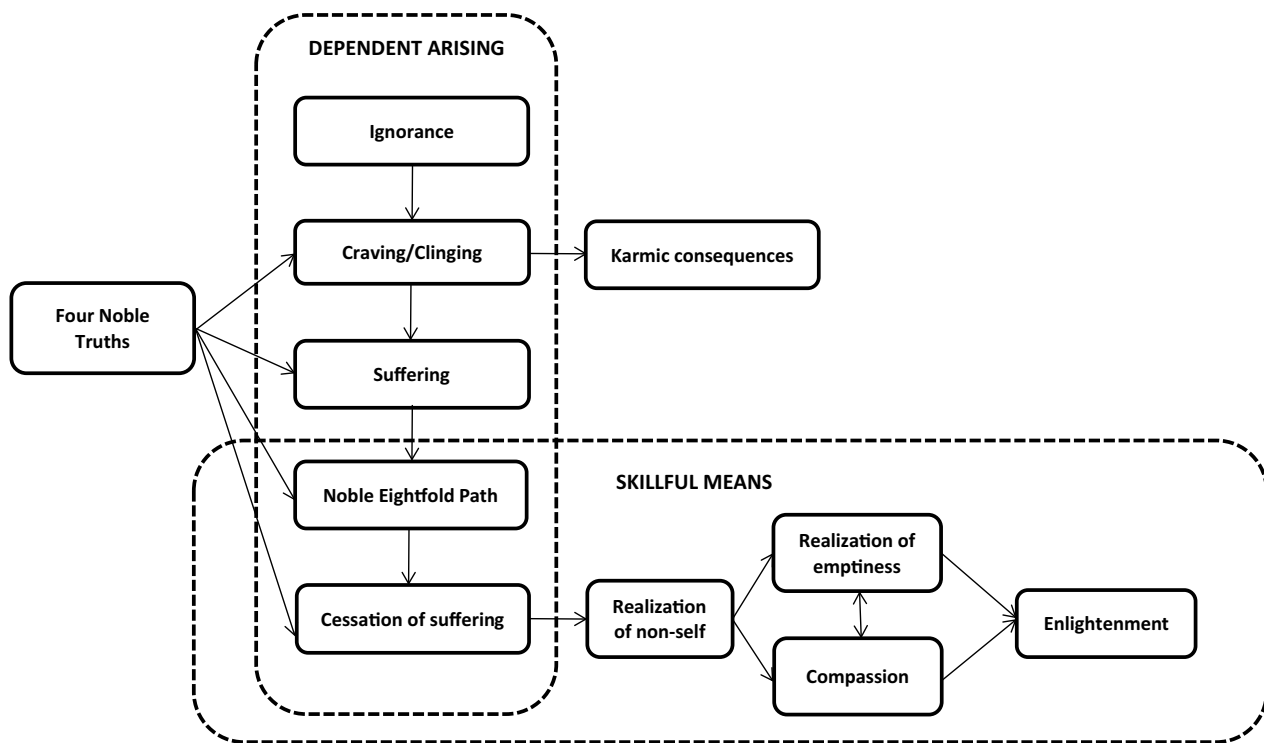 DEPENDENT ARISING
Ignorance
Craving/Clinging
Karmic consequences
Four Noble
Truths
Suffering
Noble Eightfold Path
SKILLFUL MEANS
Cessation of suffering
Realization
of non-self
Realization of
emptiness
Compassion
Enlightenment